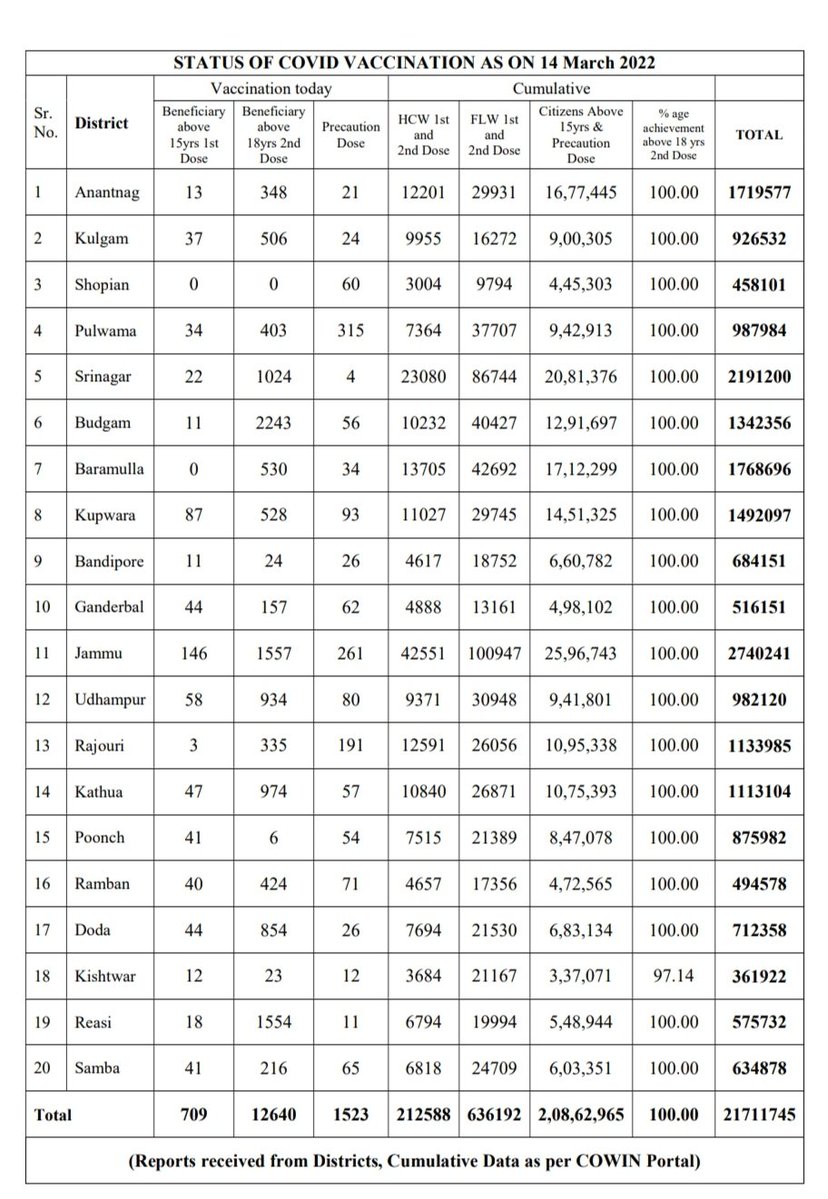 STATUS OF COVID VACCINATION AS ON 14 March 2022
Vaccination today Cumulative
Sr. No. District Beneficiary above 15yrs 1st Dose Beneficiary above 18yrs 2nd Dose Precaution Dose HCW 1st and 2nd Dose FLW 1st and 2nd Dose Citizens Above 15yrs & Precaution Dose % age achievement above 18 yrs 2nd Dose TOTAL
1 Anantnag 13 348 21 12201 29931 16,77,445 100.00 1719577
2 Kulgam 37 506 24 9955 16272 9,00,305 100.00 926532
3 Shopian 0 0 60 3004 9794 4,45,303 100.00 458101
4 Pulwama 34 403 315 7364 37707 9,42,913 100.00 987984
5 Srinagar 22 1024 4 23080 86744 20,81,376 100.00 2191200
6 Budgam 11 2243 56 10232 40427 12,91,697 100.00 1342356
7 Baramulla 0 530 34 13705 42692 17,12,299 100.00 1768696
8 Kupwara 87 528 93 11027 29745 14,51,325 100.00 1492097
9 Bandipore 11 24 26 4617 18752 6,60,782 100.00 684151
10 Ganderbal 44 157 62 4888 13161 4,98,102 100.00 516151
11 Jammu 146 1557 261 42551 100947 25,96,743 100.00 2740241
12 Udhampur 58 934 80 9371 30948 9,41,801 100.00 982120
13 Rajouri 3 335 191 12591 26056 10,95,338 100.00 1133985
14 Kathua 47 974 57 10840 26871 10,75,393 100.00 1113104
15 Poonch 41 6 54 7515 21389 8,47,078 100.00 875982
16 Ramban 40 424 71 4657 17356 4,72,565 100.00 494578
17 Doda 44 854 26 7694 21530 6,83,134 100.00 712358
18 Kishtwar 12 23 12 3684 21167 3,37,071 97.14 361922
19 Reasi 18 1554 11 6794 19994 5,48,944 100.00 575732
20 Samba 41 216 65 6818 24709 6,03,351 100.00 634878
Total 709 12640 1523 212588 636192 2,08,62,965 100.00 21711745
(Reports received from Districts, Cumulative Data as per COWIN Portal)